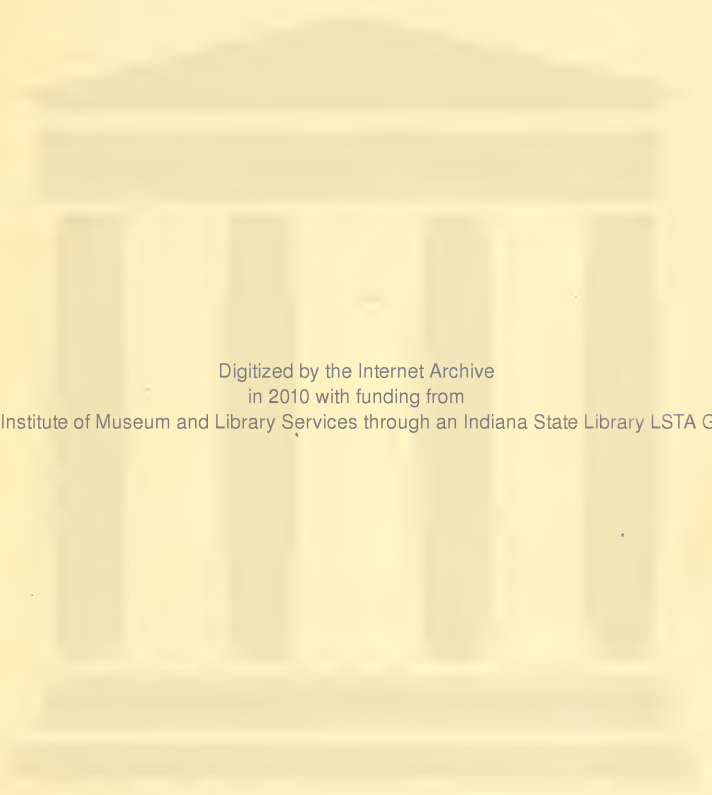 Digitized by the Internet Archive
in 2010 with funding from
Institute of Museum and Library Services through an Indiana State Library LSTA G